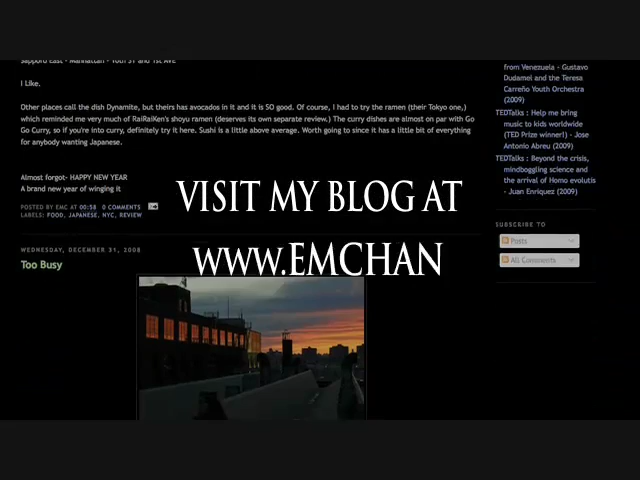 Sapporo East - Manhattan - 10th ST and 1st AVE
I Like.
Other places call the dish Dynamite, but theirs has avocados in it and it is SO good. Of course, I had to try the ramen (their Tokyo one,)
which reminded me very much of RaiRaiKen's shoyu ramen (deserves its own separate review.) The curry dishes are almost on par with Go
Go Curry, so if you're into curry, definitely try it here. Sushi is a little above average. Worth going to since it has a little bit of everything
for anybody wanting Japanese.
Almost forgot- HAPPY NEW YEAR
A brand new year of winging it
POSTED BY EMC AT 00:58 0 COMMENTS
LABELS: FOOD, JAPANESE, NYC, REVIEW
WEDNESDAY, DECEMBER 31, 2008
Too Busy
VISIT MY BLOG AT
www.EMCHAN
from Venezuela - Gustavo
Dudamel and the Teresa
Carreño Youth Orchestra
(2009)
TEDTalks : Help me bring
music to kids worldwide
(TED Prize winner!) - Jose
Antonio Abreu (2009)
TEDTalks : Beyond the crisis,
mindboggling science and
the arrival of Homo evolutis
- Juan Enriquez (2009)
SUBSCRIBE TO
Posts
All Comments